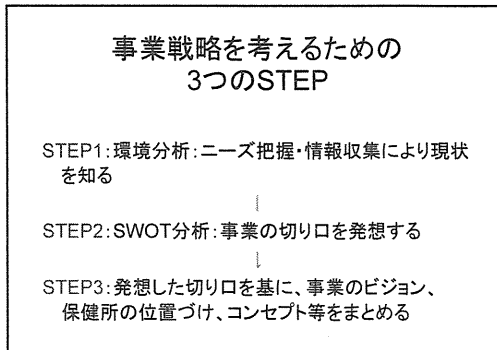 事業戦略を考えるための
3つのSTEP
STEP1:環境分析:ニーズ把握・情報収集により現状
を知る
STEP2:SWOT分析:事業の切り口を発想する
STEP3:発想した切り口を基に、事業のビジョン、
保健所の位置づけ、コンセプト等をまとめる